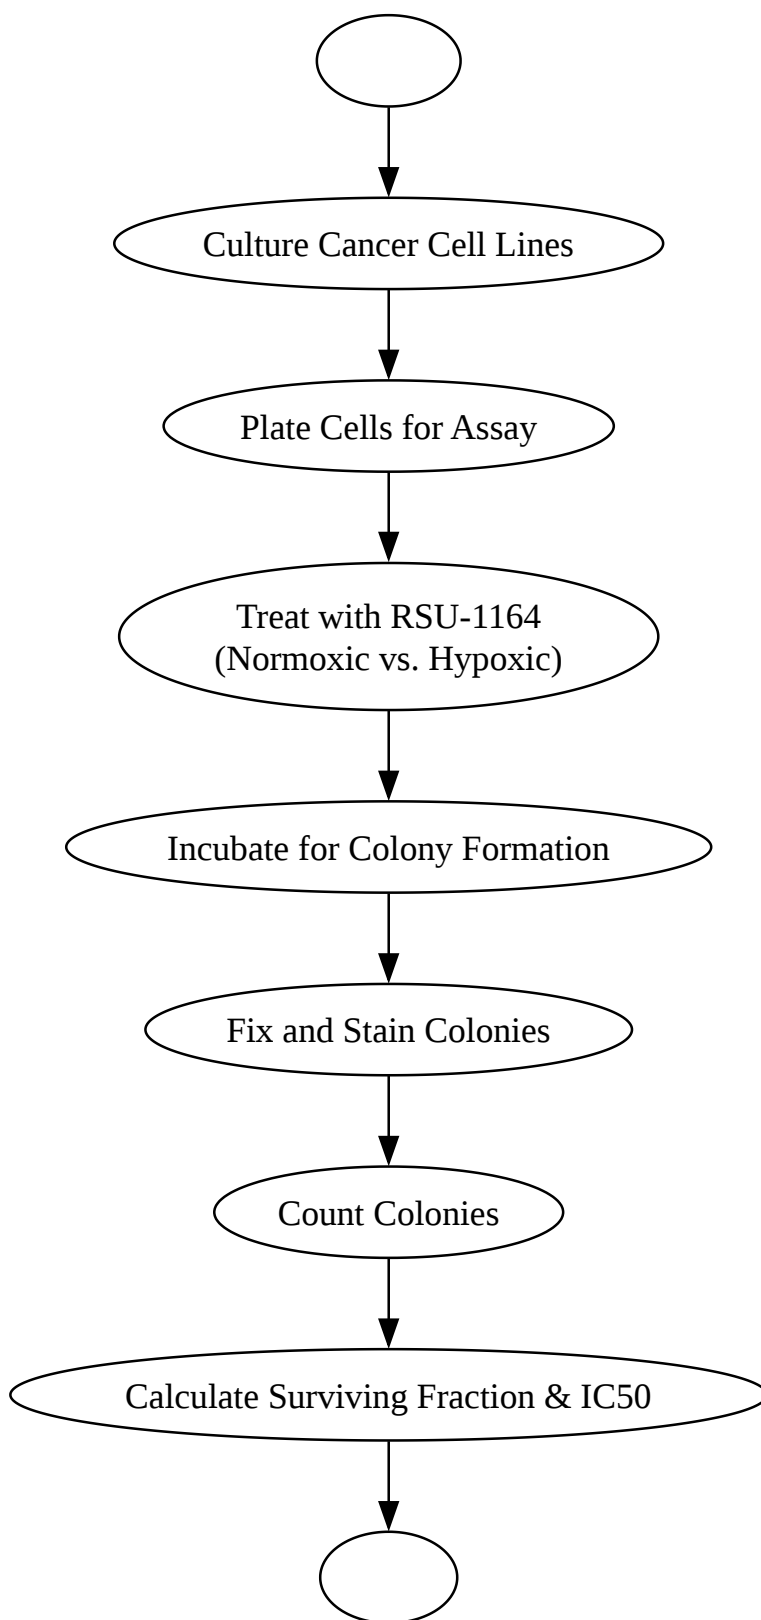 Culture Cancer Cell Lines
Plate Cells for Assay
Treat with RSU-1164
(Normoxic vs. Hypoxic)
Incubate for Colony Formation
Fix and Stain Colonies
Count Colonies
Calculate Surviving Fraction & IC50